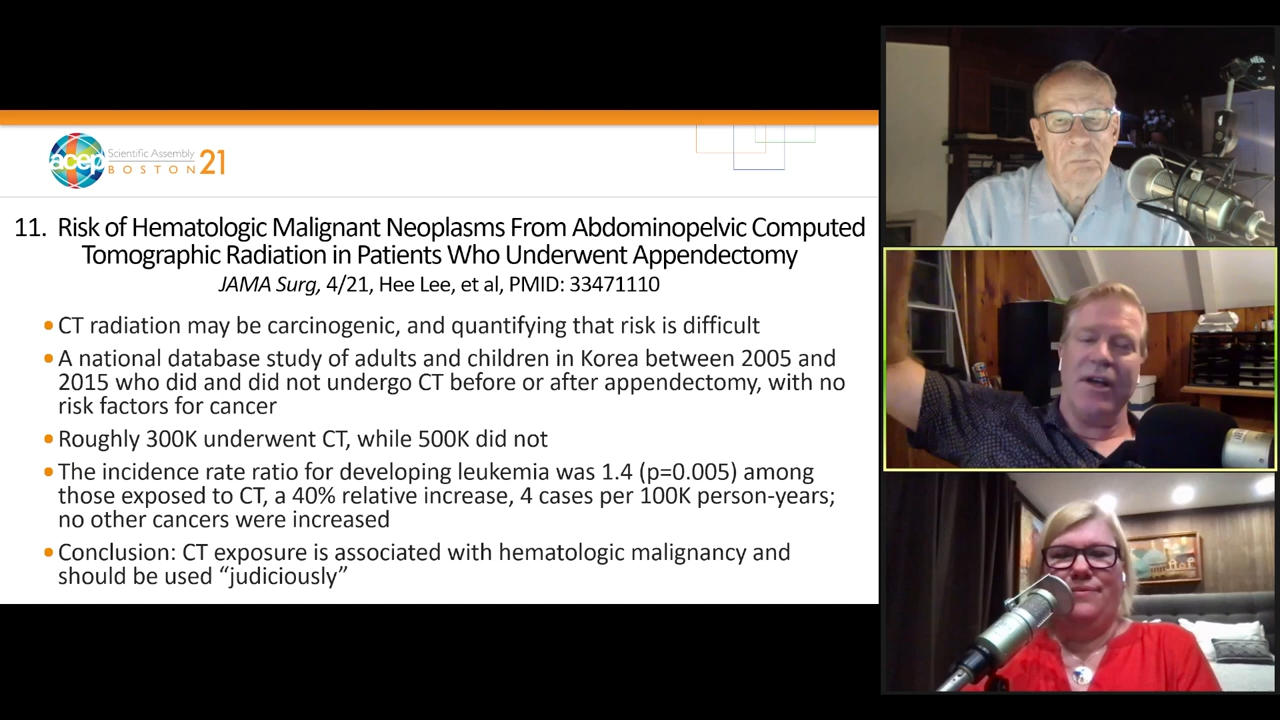 acep Scientific Assembly
BOSTON 21
11. Risk of Hematologic Malignant Neoplasms From Abdominopelvic Computed
Tomographic Radiation in Patients Who Underwent Appendectomy
JAMA Surg, 4/21, Hee Lee, et al, PMID: 33471110
• CT radiation may be carcinogenic, and quantifying that risk is difficult
• A national database study of adults and children in Korea between 2005 and
2015 who did and did not undergo CT before or after appendectomy, with no
risk factors for cancer
• Roughly 300K underwent CT, while 500K did not
• The incidence rate ratio for developing leukemia was 1.4 (p=0.005) among
those exposed to CT, a 40% relative increase, 4 cases per 100K person-years;
no other cancers were increased
• Conclusion: CT exposure is associated with hematologic malignancy and
should be used “judiciously”